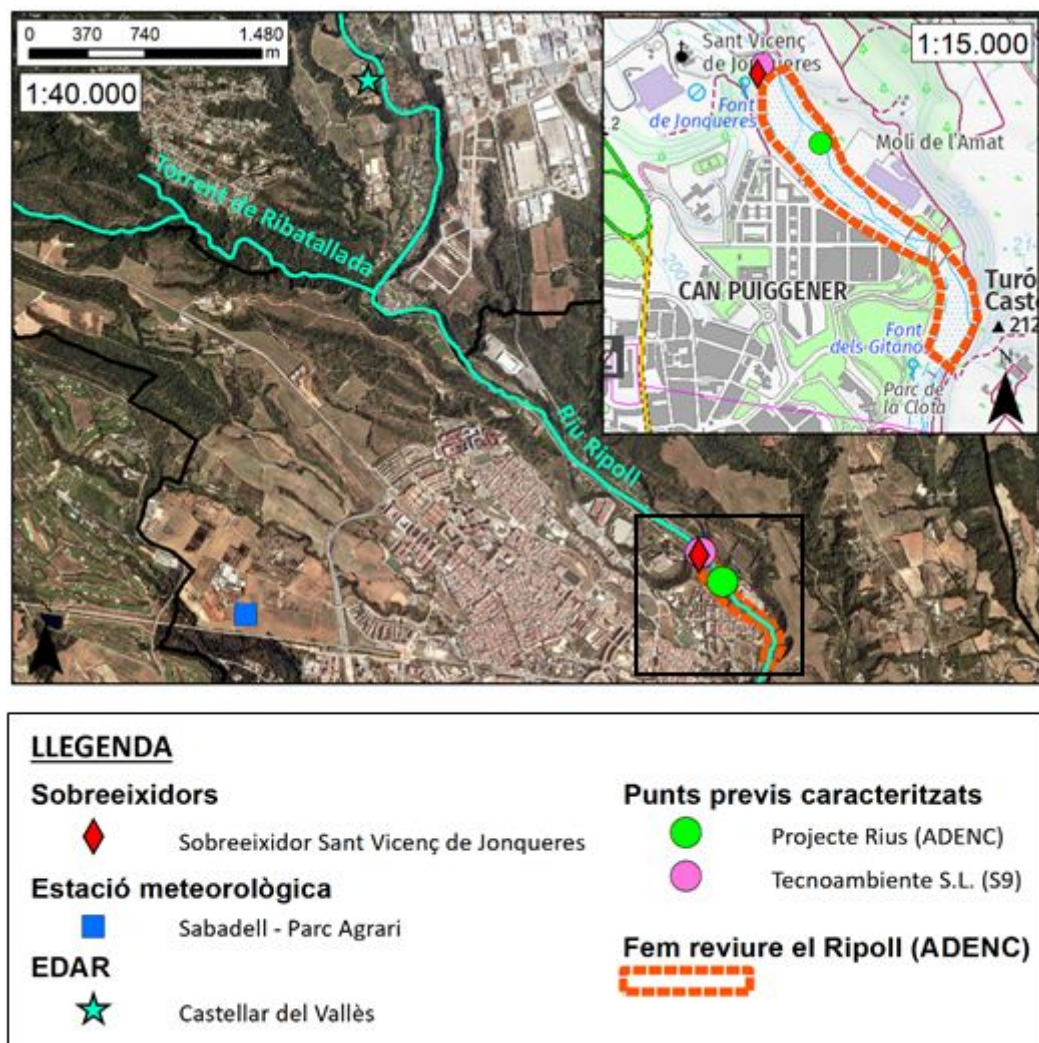 0 370 740 1.480
m
1:40.000
Torrent de Ribatallada
Riu Ripoll
1:15.000
Sant Vicenç
de Jonqueres
Font
de Jonqueres
2
Molí de l'Amat
200
200
214
CAN PUIGGENER
Turó
Caste
212
Font
dels Gitano
Parc de
la Clota
N
LLEGENDA
Sobreeixidors
Sobreeixidor Sant Vicenç de Jonqueres
Estació meteorològica
Sabadell - Parc Agrari
EDAR
Castellar del Vallès
Punts previs caracteritzats
Projecte Rius (ADENC)
Tecnoambiente S.L. (S9)
Fem reviure el Ripoll (ADENC)